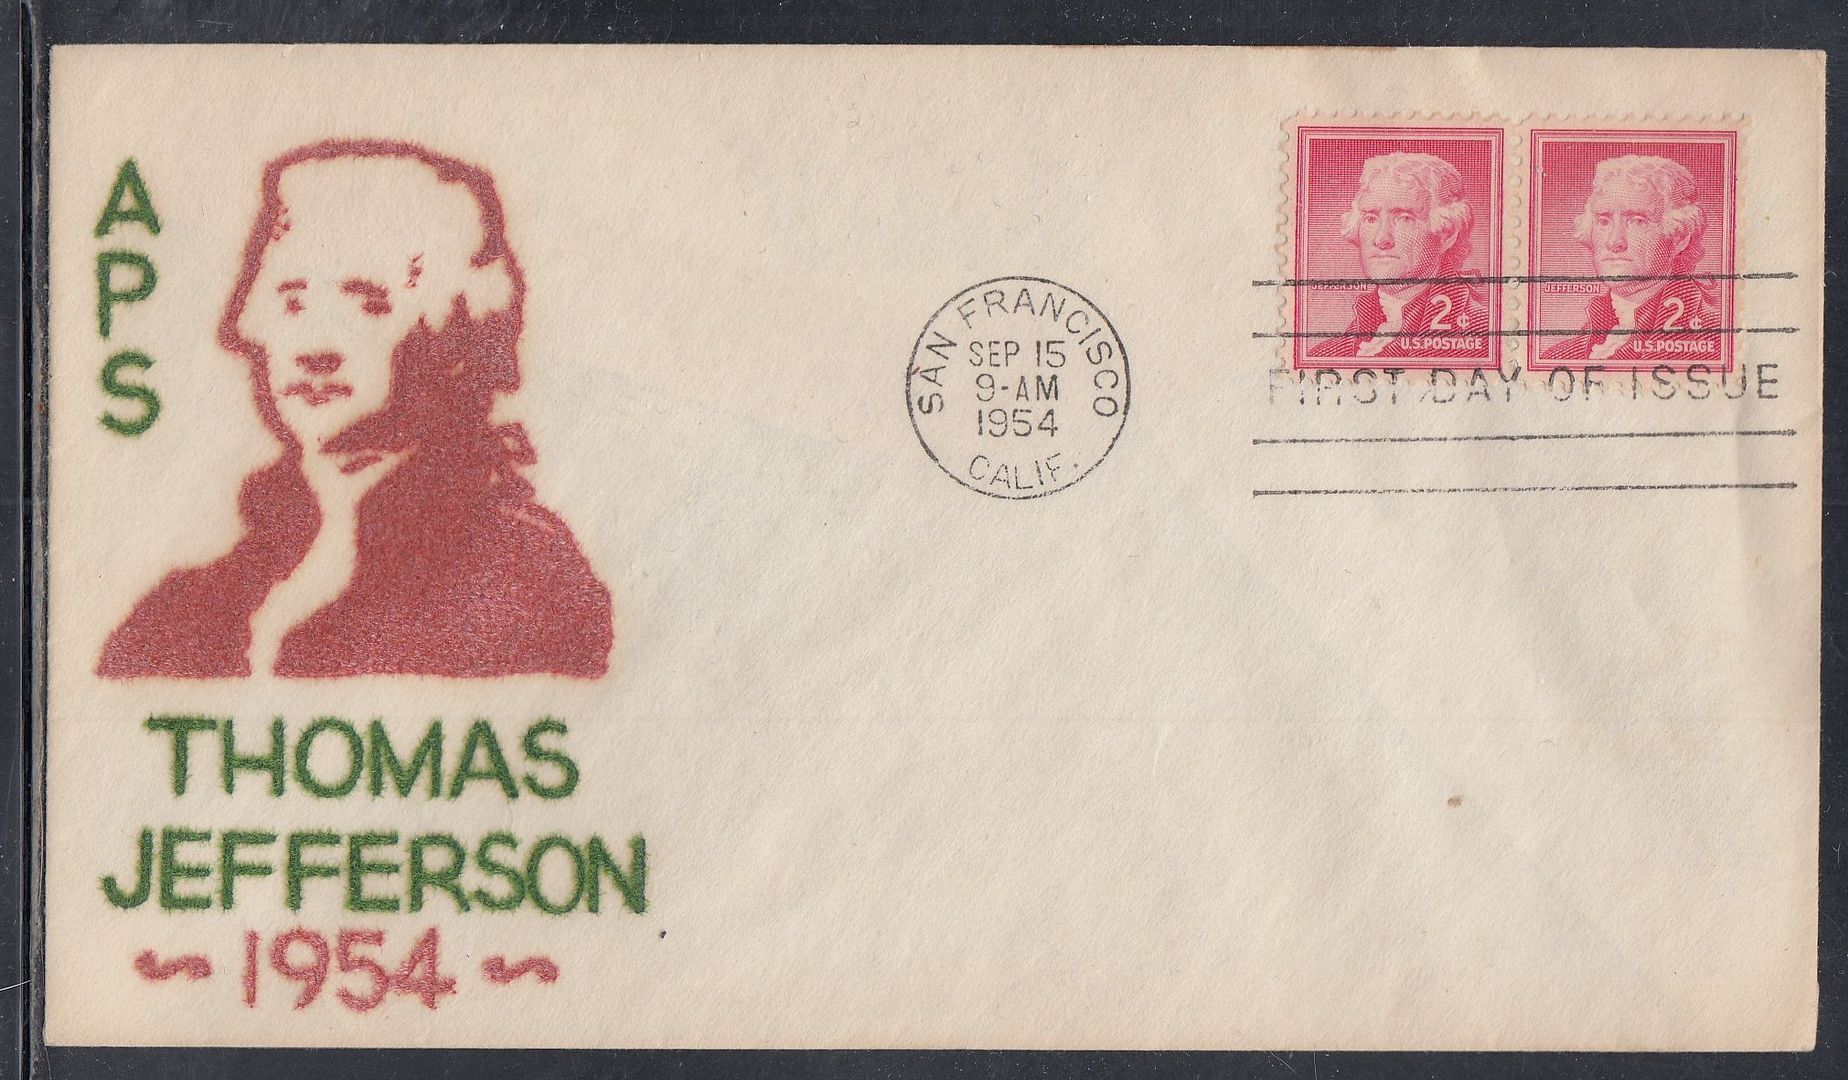 A
P
S
THOMAS
JEFFERSON
~ 1954 ~
SAN FRANCISCO
SEP 15
9-AM
1954
CALIF.
JEFFERSON
2¢
U.S.POSTAGE
JEFFERSON
2¢
U.S.POSTAGE
FIRST DAY OF ISSUE